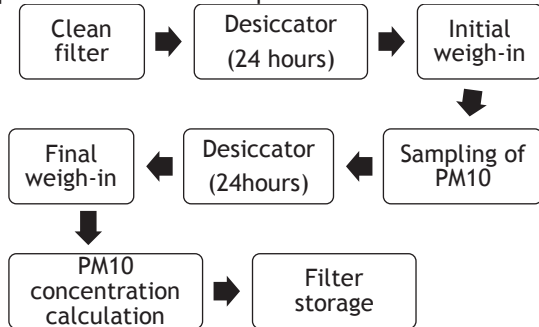 Clean
filter
Desiccator
(24 hours)
Initial
weigh-in
Sampling of
PM10
Desiccator
(24hours)
Final
weigh-in
PM10
concentration
calculation
Filter
storage